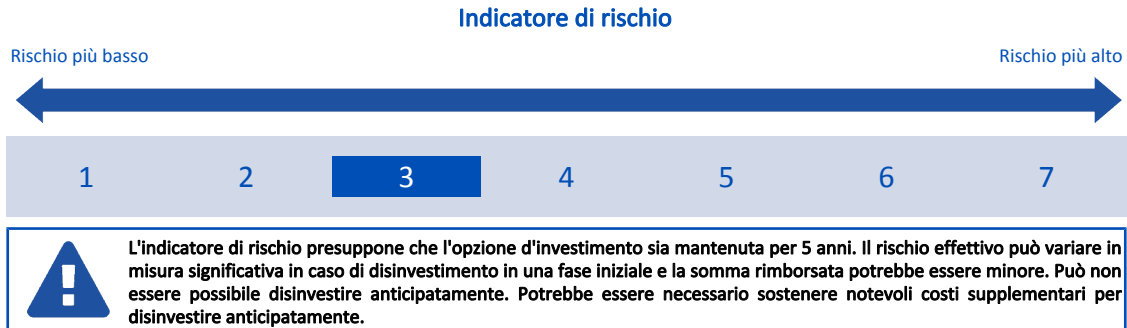 Indicatore di rischio
Rischio più basso
Rischio più alto
1 2 3 4 5 6 7
L'indicatore di rischio presuppone che l'opzione d'investimento sia mantenuta per 5 anni. Il rischio effettivo può variare in
misura significativa in caso di disinvestimento in una fase iniziale e la somma rimborsata potrebbe essere minore. Può non
essere possibile disinvestire anticipatamente. Potrebbe essere necessario sostenere notevoli costi supplementari per
disinvestire anticipatamente.